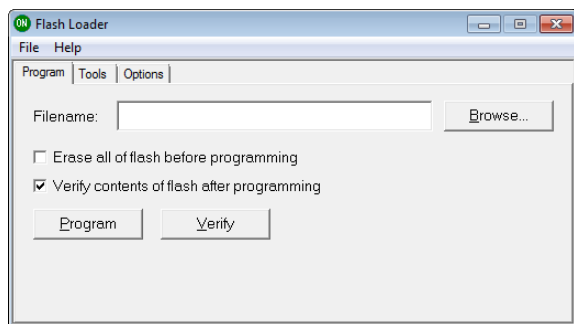 ON Flash Loader
File Help
Program Tools Options
Filename: Browse...
Erase all of flash before programming
Verify contents of flash after programming
Program Verify